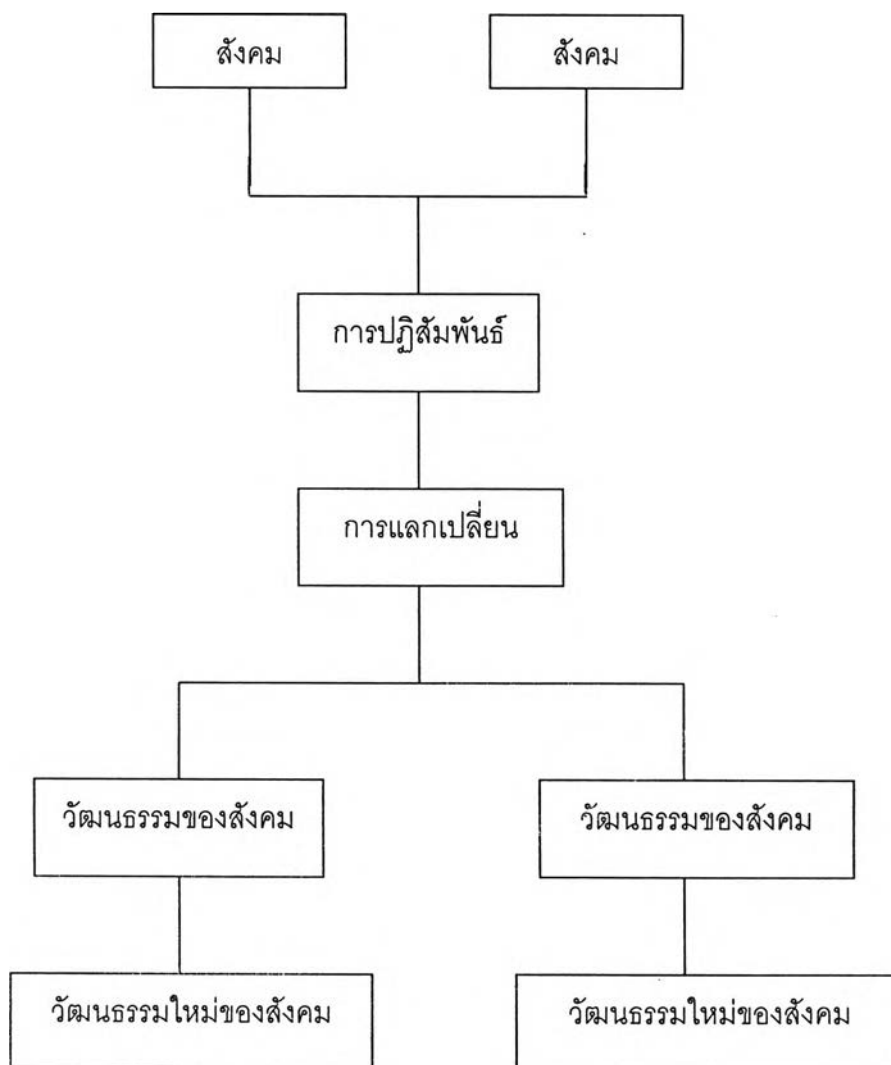 สังคม
สังคม
การปฏิสัมพันธ์
การแลกเปลี่ยน
วัฒนธรรมของสังคม
วัฒนธรรมของสังคม
วัฒนธรรมใหม่ของสังคม
วัฒนธรรมใหม่ของสังคม